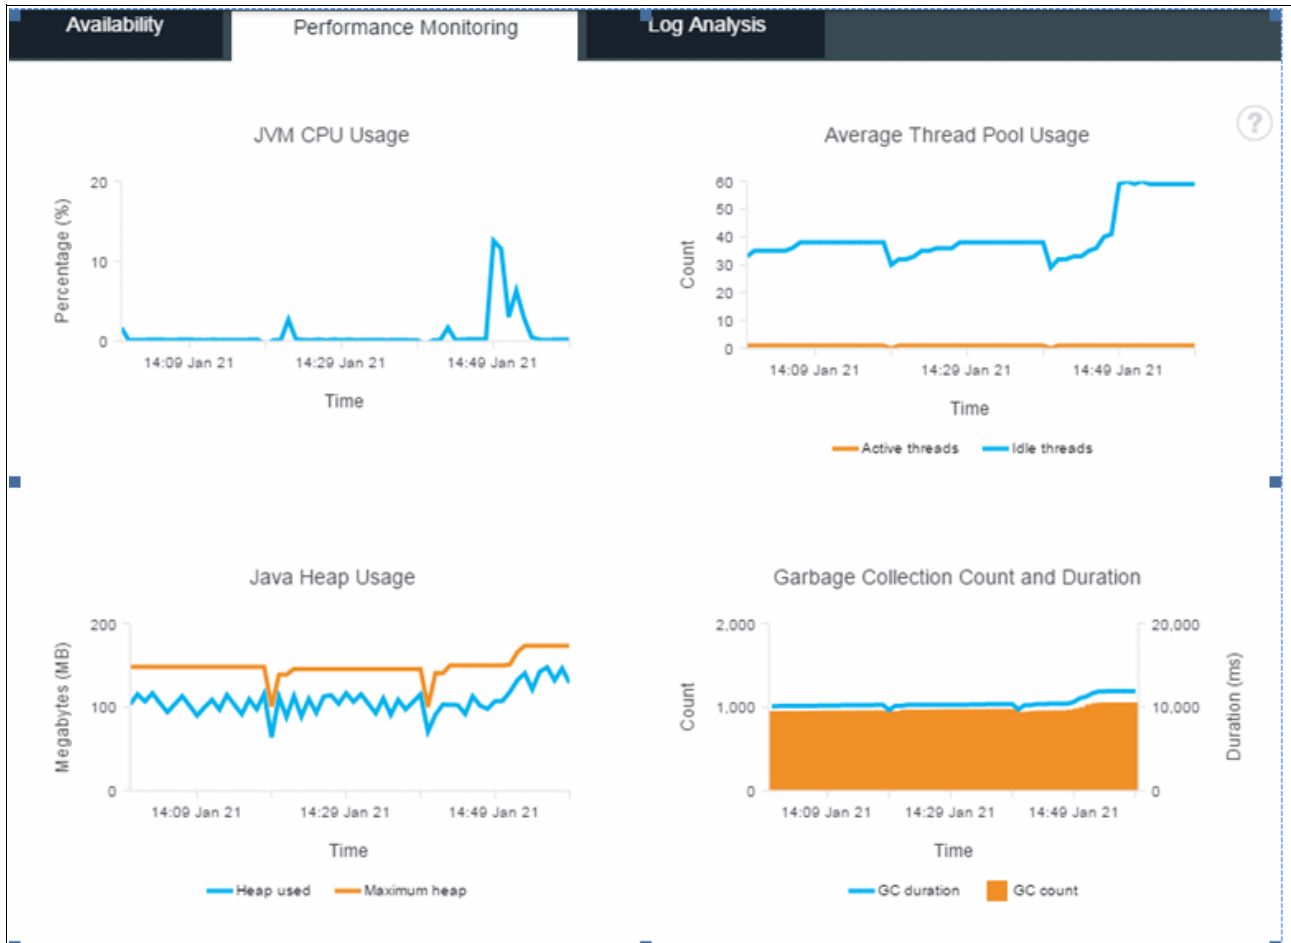 Availability
Performance Monitoring
Log Analysis
?
JVM CPU Usage
Percentage (%)
20
10
0
14:09 Jan 21
14:29 Jan 21
14:49 Jan 21
Time
Average Thread Pool Usage
Count
60
50
40
30
20
10
0
14:09 Jan 21
14:29 Jan 21
14:49 Jan 21
Time
Active threads
Idle threads
Java Heap Usage
Megabytes (MB)
200
100
0
14:09 Jan 21
14:29 Jan 21
14:49 Jan 21
Time
Heap used
Maximum heap
Garbage Collection Count and Duration
Count
2,000
1,000
0
20,000
10,000
0
Duration (ms)
14:09 Jan 21
14:29 Jan 21
14:49 Jan 21
Time
GC duration
GC count